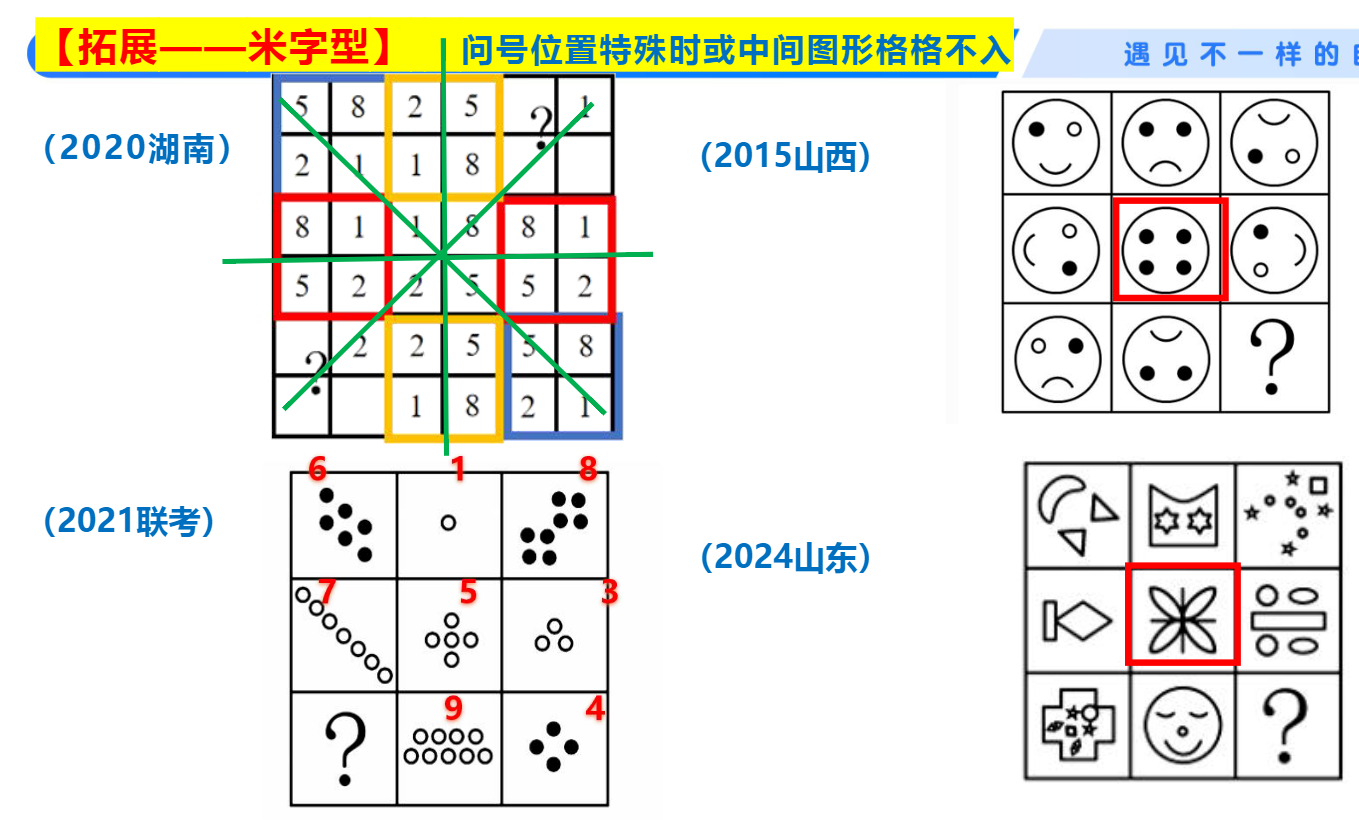 【拓展——米字型】 问号位置特殊时或中间图形格格不入
遇见不一样的
(2020湖南)
5 8 2 5 ? 1
2 1 1 8
8 1 1 8 8 1
5 2 2 5 5 2
? 2 2 5 5 8
1 8 2 1
(2015山西)
?
(2021联考)
6 1 8
7 5 3
? 9 4
(2024山东)
?